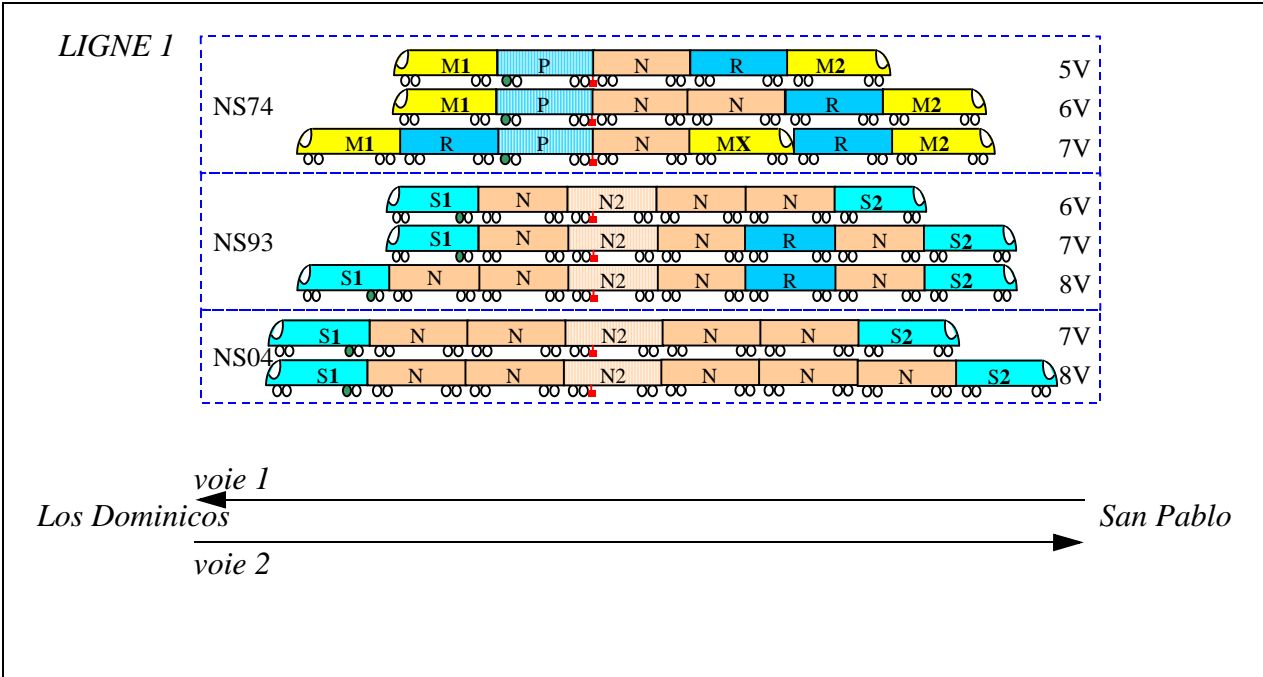 LIGNE 1
M1 P N R M2 5V
NS74 M1 P N N R M2 6V
M1 R P N MX R M2 7V
S1 N N2 N N S2 6V
NS93 S1 N N2 N R N S2 7V
S1 N N N2 N R N S2 8V
S1 N N N2 N N S2 7V
NS04 S1 N N N2 N N N S2 8V
voie 1
Los Dominicos San Pablo
voie 2